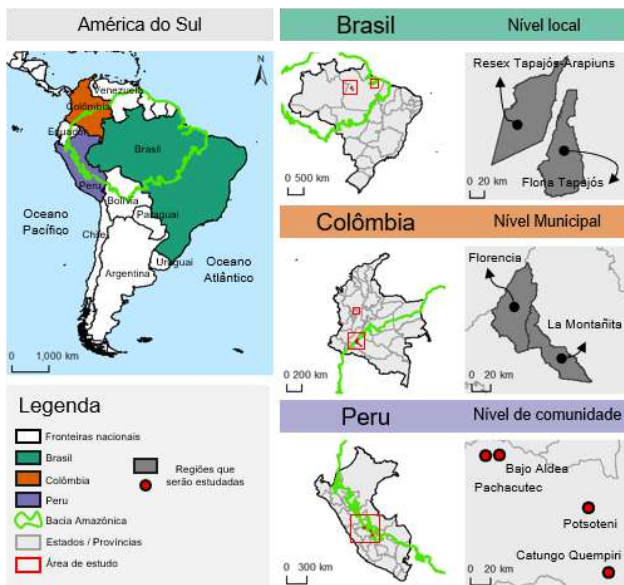 América do Sul
N
Venezuela
Colômbia
Ecuador
Brasil
Peru
Bolivia
Paraguai
Oceano
Pacífico
Chile
Uruguai
Oceano
Atlântico
Argentina
0 1,000 km
Legenda
Fronteiras nacionais
Brasil
Colômbia
Peru
Bacia Amazônica
Estados / Províncias
Área de estudo
Regiões que
serão estudadas
Brasil
Nível local
0 500 km
Resex Tapajós-Arapiuns
Flona Tapajós
0 20 km
Colômbia
Nível Municipal
0 200 km
Florencia
La Montañita
0 20 km
Peru
Nível de comunidade
0 300 km
Bajo Aldea
Pachacutec
Potsoteni
Catungo Quempiri
0 20 km